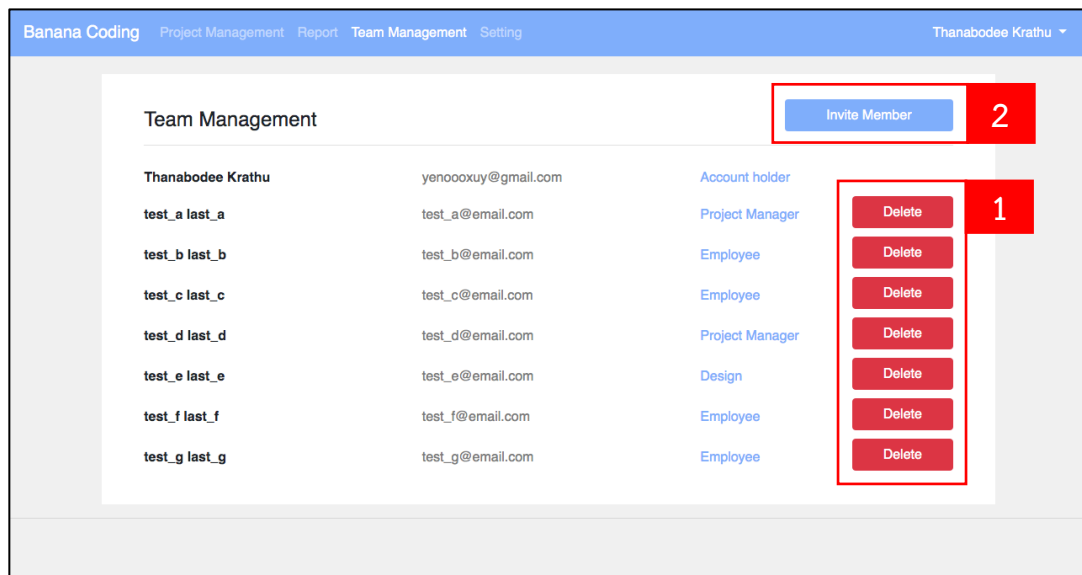 Banana Coding Project Management Report Team Management Setting Thanabodee Krathu
Team Management Invite Member 2
Thanabodee Krathu yenoooxuy@gmail.com Account holder
test_a last_a test_a@email.com Project Manager Delete 1
test_b last_b test_b@email.com Employee Delete
test_c last_c test_c@email.com Employee Delete
test_d last_d test_d@email.com Project Manager Delete
test_e last_e test_e@email.com Design Delete
test_f last_f test_f@email.com Employee Delete
test_g last_g test_g@email.com Employee Delete